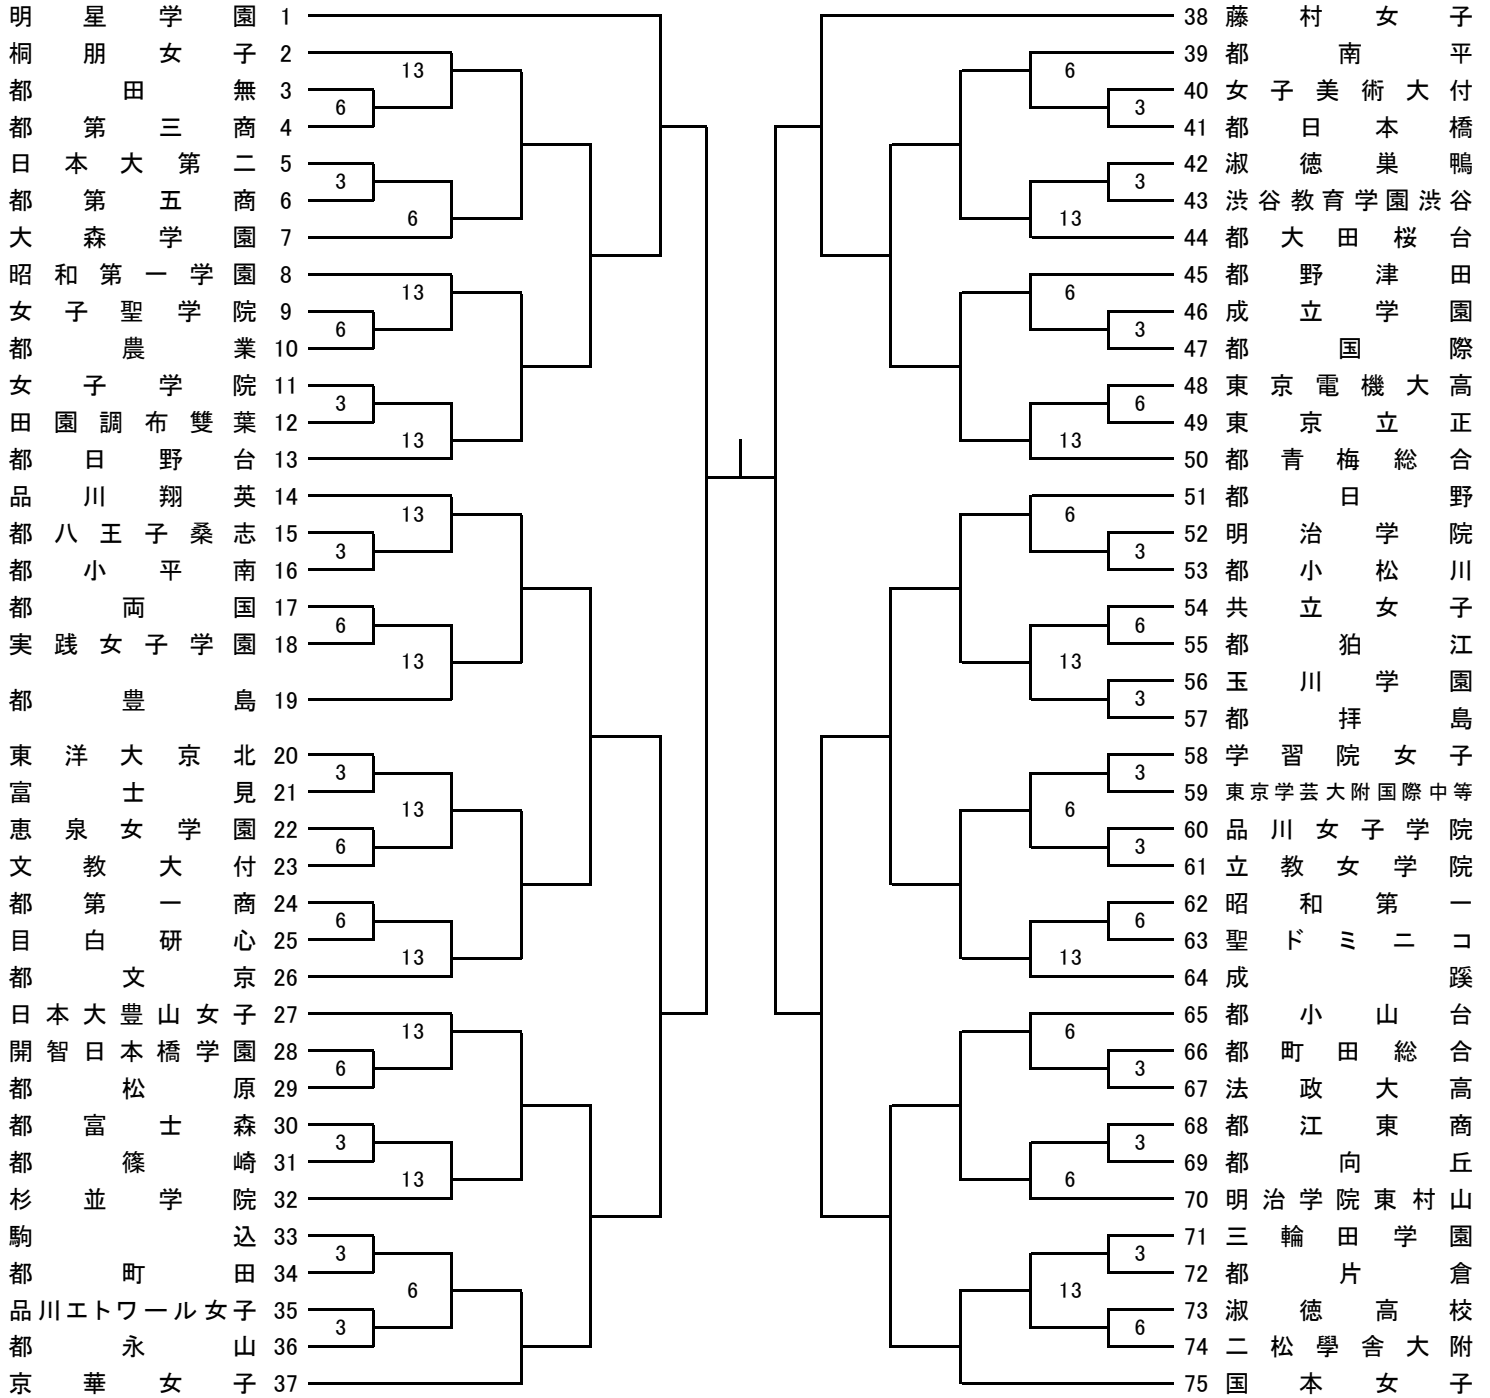 明星学園 1
桐朋女子 2
13
都田無 3
6
都第三商 4
日本大第二 5
3
都第五商 6
6
大森学園 7
昭和第一学園 8
13
女子聖学院 9
6
都農業 10
女子学院 11
3
田園調布雙葉 12
13
都日野台 13
品川翔英 14
13
都八王子桑志 15
3
都小平南 16
都両国 17
6
実践女子学園 18
13
都豊島 19
東洋大京北 20
3
富士見 21
13
恵泉女学園 22
6
文教大付 23
都第一商 24
6
目白研心 25
13
都文京 26
日本大豊山女子 27
13
開智日本橋学園 28
6
都松原 29
都富士森 30
3
都篠崎 31
13
杉並学院 32
駒込 33
3
都町田 34
6
品川エトワール女子 35
3
都永山 36
京華女子 37
38 藤村女子
39 都南平
6
40 女子美術大付
3
41 都日本橋
42 淑徳巣鴨
3
43 渋谷教育学園渋谷
13
44 都大田桜台
45 都野津田
6
46 成立学園
3
47 都国際
48 東京電機大高
6
49 東京立正
13
50 都青梅総合
51 都日野
6
52 明治学院
3
53 都小松川
54 共立女子
6
55 都狛江
13
56 玉川学園
3
57 都拝島
58 学習院女子
3
59 東京学芸大附国際中等
6
60 品川女子学院
3
61 立教女学院
62 昭和第一
6
63 聖ドミニコ
13
64 成蹊
65 都小山台
6
66 都町田総合
3
67 法政大高
68 都江東商
3
69 都向丘
6
70 明治学院東村山
71 三輪田学園
3
72 都片倉
13
73 淑徳高校
6
74 二松學舎大附
75 国本女子